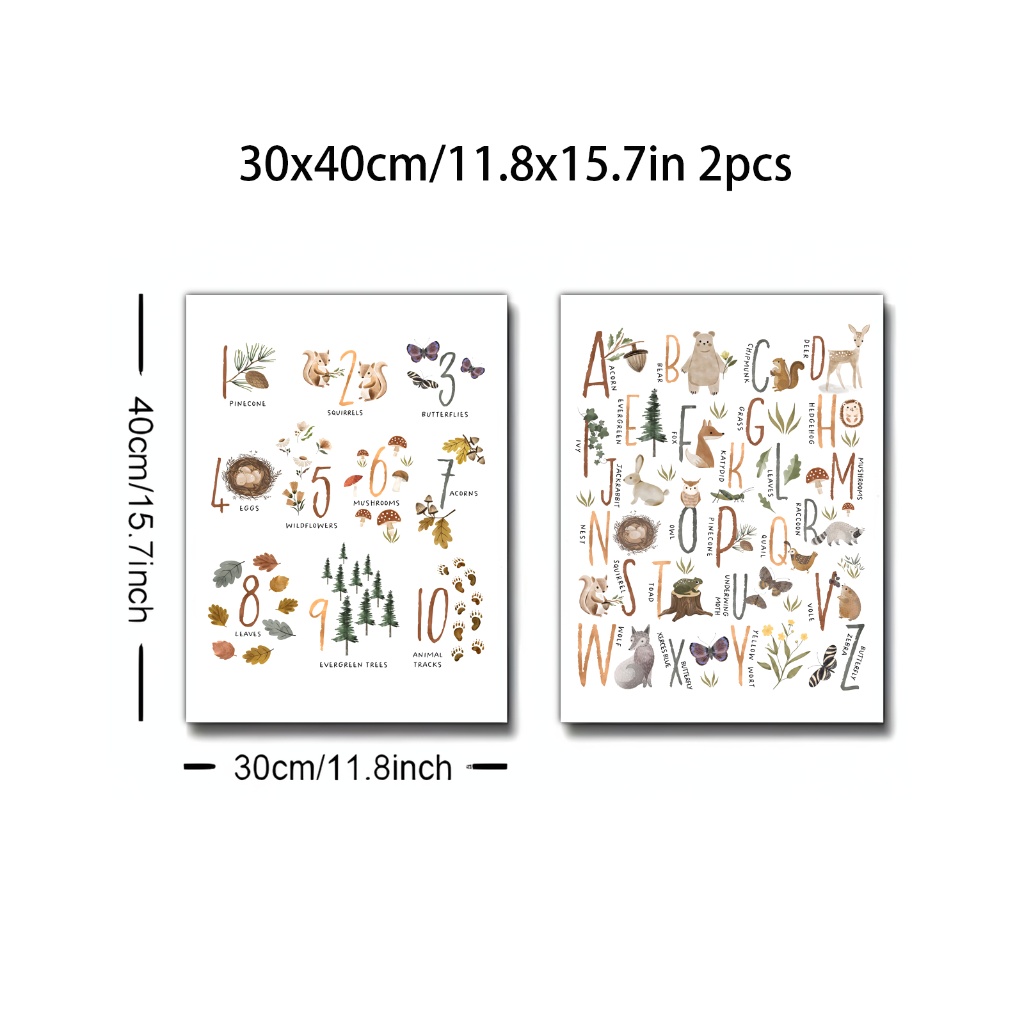 30x40cm/11.8x15.7in 2pcs
40cm/15.7inch
1
PINECONE
2
SQUIRRELS
3
BUTTERFLIES
4
EGGS
5
WILDFLOWERS
6
MUSHROOMS
7
ACORNS
8
LEAVES
9
EVERGREEN TREES
10
ANIMAL
TRACKS
30cm/11.8inch
A
ACORN
B
BEAR
C
CHIPMUNK
D
DEER
E
EVERGREEN
F
FOX
G
GRASS
H
HEDGEHOG
I
IVY
J
JACKRABBIT
K
KATYDID
L
LEAVES
M
MUSHROOMS
N
NEST
O
OWL
P
PINECONE
Q
QUAIL
R
RACCOON
S
SQUIRREL
T
TOAD
U
UNDERWING
MOTH
V
VOLE
W
WOLF
X
XERCES BLUE
BUTTERFLY
Y
YELLOW WORT
Z
ZEBRA
BUTTERFLY